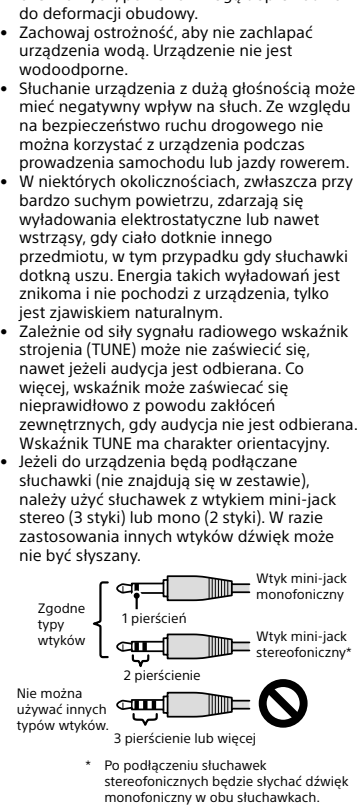 do deformacji obudowy.
• Zachowaj ostrożność, aby nie zachlapać
urządzenia wodą. Urządzenie nie jest
wodoodporne.
• Słuchanie urządzenia z dużą głośnością może
mieć negatywny wpływ na słuch. Ze względu
na bezpieczeństwo ruchu drogowego nie
można korzystać z urządzenia podczas
prowadzenia samochodu lub jazdy rowerem.
• W niektórych okolicznościach, zwłaszcza przy
bardzo suchym powietrzu, zdarzają się
wyładowania elektrostatyczne lub nawet
wstrząsy, gdy ciało dotknie innego
przedmiotu, w tym przypadku gdy słuchawki
dotkną uszu. Energia takich wyładowań jest
znikoma i nie pochodzi z urządzenia, tylko
jest zjawiskiem naturalnym.
• Zależnie od siły sygnału radiowego wskaźnik
strojenia (TUNE) może nie zaświecić się,
nawet jeżeli audycja jest odbierana. Co
więcej, wskaźnik może zaświecać się
nieprawidłowo z powodu zakłóceń
zewnętrznych, gdy audycja nie jest odbierana.
Wskaźnik TUNE ma charakter orientacyjny.
• Jeżeli do urządzenia będą podłączane
słuchawki (nie znajdują się w zestawie),
należy użyć słuchawek z wtykiem mini-jack
stereo (3 styki) lub mono (2 styki). W razie
zastosowania innych wtyków dźwięk może
nie być słyszany.
Zgodne
typy
wtyków
Wtyk mini-jack
monofoniczny
1 pierścień
Wtyk mini-jack
stereofoniczny*
2 pierścienie
Nie można
używać innych
typów wtyków.
3 pierścienie lub więcej
* Po podłączeniu słuchawek
stereofonicznych będzie słychać dźwięk
monofoniczny w obu słuchawkach.